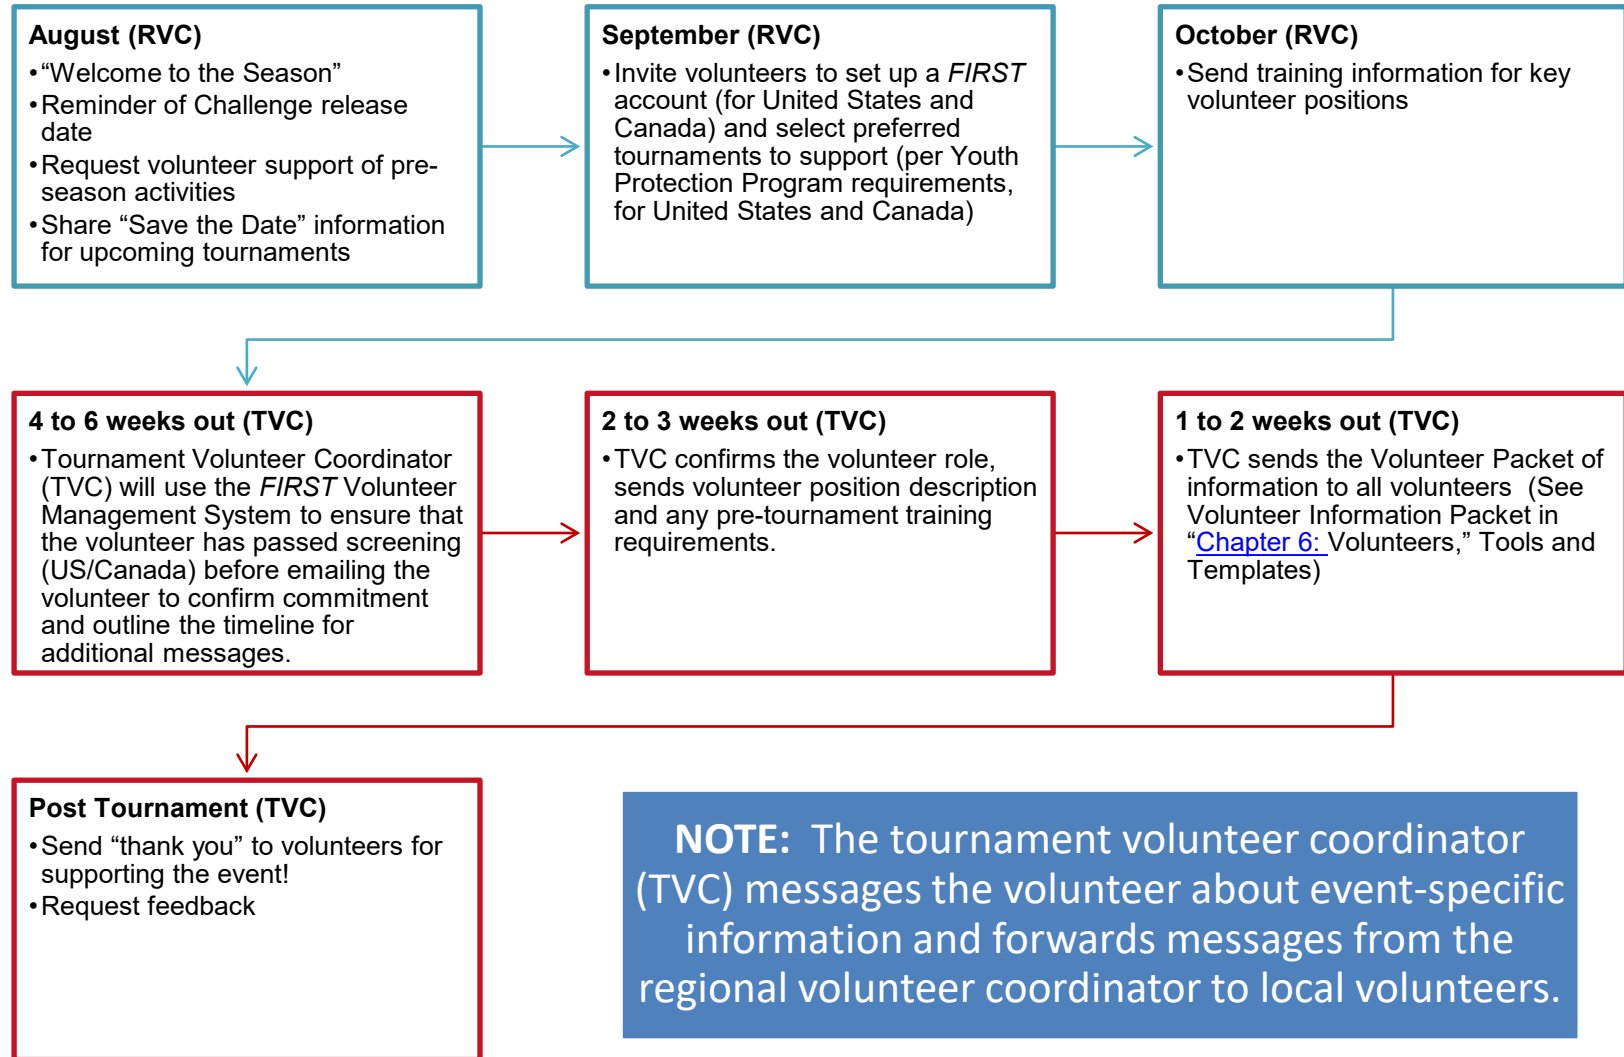 August (RVC)
•“Welcome to the Season”
•Reminder of Challenge release
date
•Request volunteer support of pre-
season activities
•Share “Save the Date” information
for upcoming tournaments
September (RVC)
•Invite volunteers to set up a FIRST
account (for United States and
Canada) and select preferred
tournaments to support (per Youth
Protection Program requirements,
for United States and Canada)
October (RVC)
•Send training information for key
volunteer positions
4 to 6 weeks out (TVC)
•Tournament Volunteer Coordinator
(TVC) will use the FIRST Volunteer
Management System to ensure that
the volunteer has passed screening
(US/Canada) before emailing the
volunteer to confirm commitment
and outline the timeline for
additional messages.
2 to 3 weeks out (TVC)
•TVC confirms the volunteer role,
sends volunteer position description
and any pre-tournament training
requirements.
1 to 2 weeks out (TVC)
•TVC sends the Volunteer Packet of
information to all volunteers  (See
Volunteer Information Packet in
“Chapter 6: Volunteers,” Tools and
Templates)
Post Tournament (TVC)
•Send “thank you” to volunteers for
supporting the event!
•Request feedback
NOTE:  The tournament volunteer coordinator
(TVC) messages the volunteer about event-specific
information and forwards messages from the
regional volunteer coordinator to local volunteers.